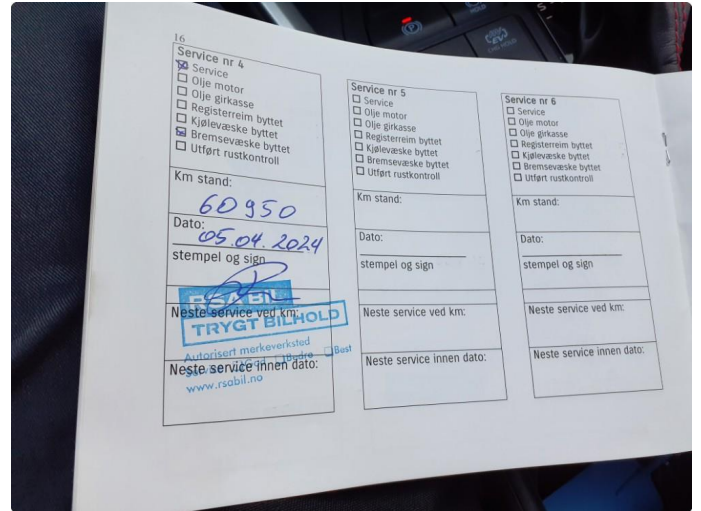 16
Service nr 4
Service
Olje motor
Olje girkasse
Registerreim byttet
Kjølevæske byttet
Bremsevæske byttet
Utført rustkontroll
Km stand:
60950
Dato:
05.04.2024
stempel og sign
RSA BIL
Neste service ved km:
TRYGT BILHOLD
Autorisert merkeverksted
God Bedre Best
Neste service innen dato:
www.rsabil.no
Service nr 5
Service
Olje motor
Olje girkasse
Registerreim byttet
Kjølevæske byttet
Bremsevæske byttet
Utført rustkontroll
Km stand:
Dato:
stempel og sign
Neste service ved km:
Neste service innen dato:
Service nr 6
Service
Olje motor
Olje girkasse
Registerreim byttet
Kjølevæske byttet
Bremsevæske byttet
Utført rustkontroll
Km stand:
Dato:
stempel og sign
Neste service ved km:
Neste service innen dato: